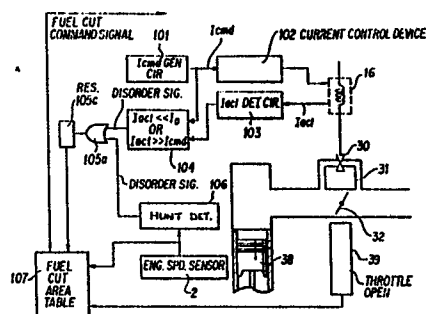 FUEL CUT
COMMAND SIGNAL
101
Icmd
102 CURRENT CONTROL DEVICE
Icmd GEN
CIR
16
RES.
105c
DISORDER SIG.
Iact <<I0
OR
Iact >>Icmd
Iact DET. CIR
Iact
103
104
105a
30
31
DISORDER SIG.
106
HUNT DET.
32
38
39
107
FUEL
CUT
AREA
TABLE
ENG. SPD. SENSOR
2
THROTTLE
OPEN